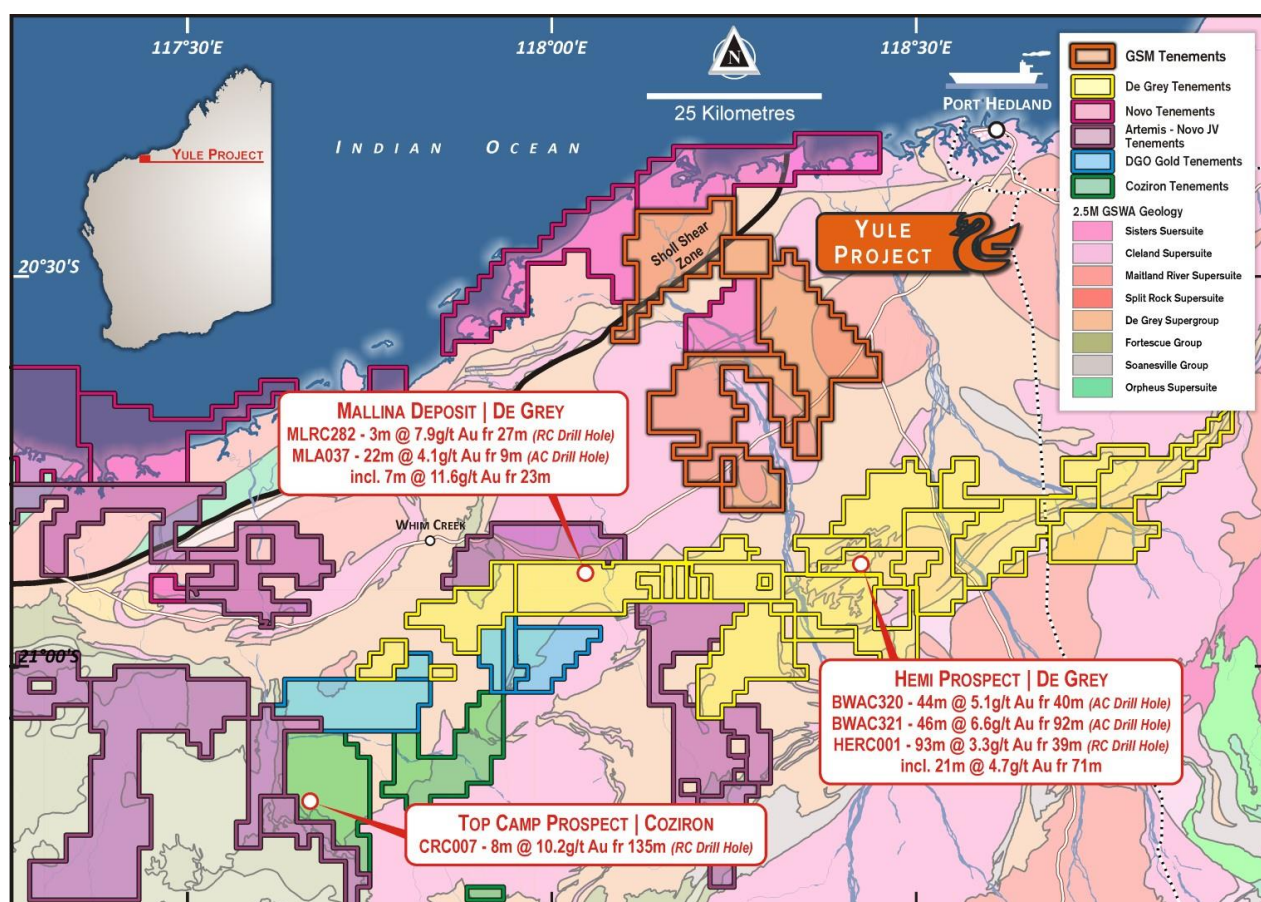 117°30'E
118°00'E
118°30'E
N
25 Kilometres
PORT HEDLAND
INDIAN OCEAN
YULE PROJECT
GSM Tenements
De Grey Tenements
Novo Tenements
Artemis - Novo JV
Tenements
DGO Gold Tenements
Coziron Tenements
2.5M GSWA Geology
Sisters Suersuite
Cleland Supersuite
Maitland River Supersuite
Split Rock Supersuite
De Grey Supergroup
Fortescue Group
Soanesville Group
Orpheus Supersuite
20°30'S
Sholl Shear
Zone
YULE
PROJECT
MALLINA DEPOSIT | DE GREY
MLRC282 - 3m @ 7.9g/t Au fr 27m (RC Drill Hole)
MLA037 - 22m @ 4.1g/t Au fr 9m (AC Drill Hole)
incl. 7m @ 11.6g/t Au fr 23m
WHIM CREEK
21°00'S
HEMI PROSPECT | DE GREY
BWAC320 - 44m @ 5.1g/t Au fr 40m (AC Drill Hole)
BWAC321 - 46m @ 6.6g/t Au fr 92m (AC Drill Hole)
HERC001 - 93m @ 3.3g/t Au fr 39m (RC Drill Hole)
incl. 21m @ 4.7g/t Au fr 71m
TOP CAMP PROSPECT | COZIRON
CRC007 - 8m @ 10.2g/t Au fr 135m (RC Drill Hole)